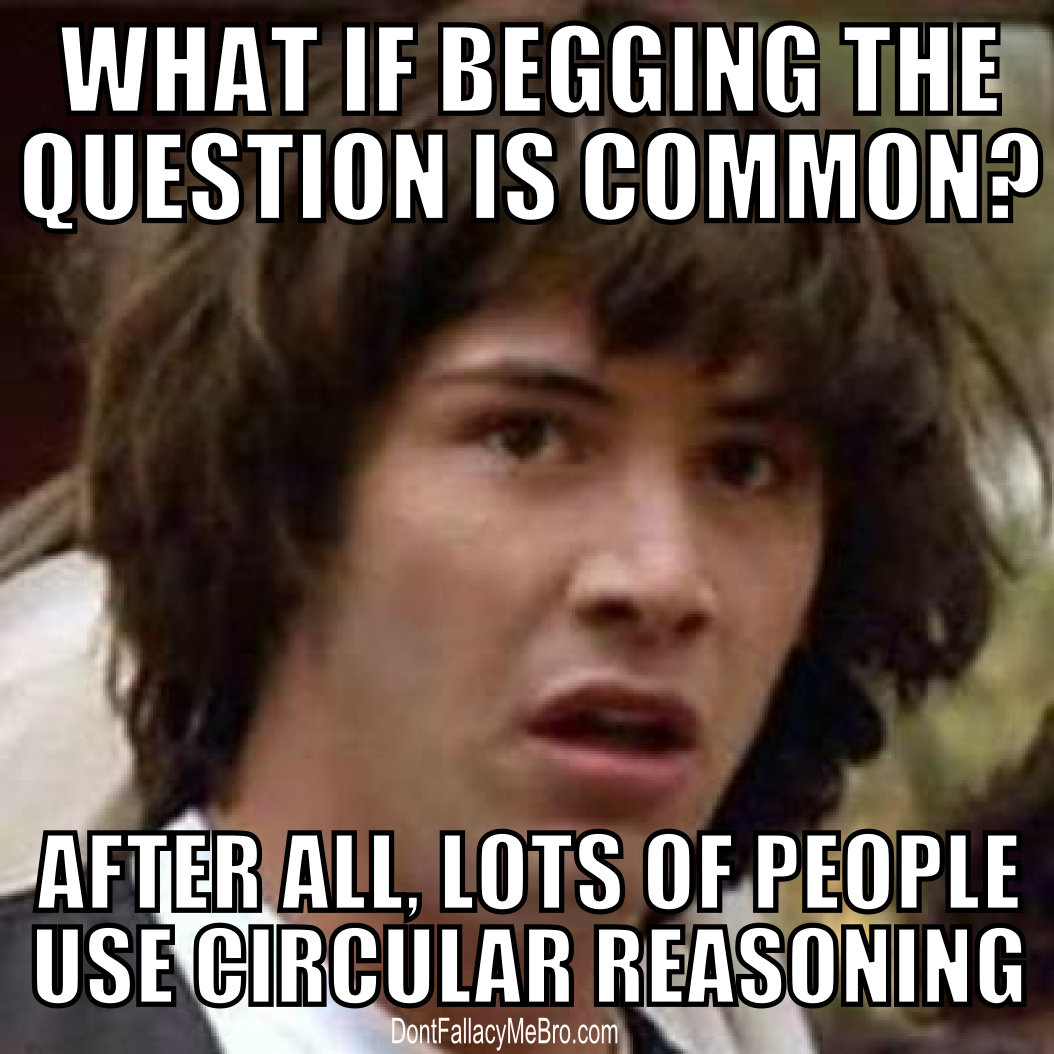 WHAT IF BEGGING THE
QUESTION IS COMMON?
AFTER ALL, LOTS OF PEOPLE
USE CIRCULAR REASONING
DontFallacyMeBro.com